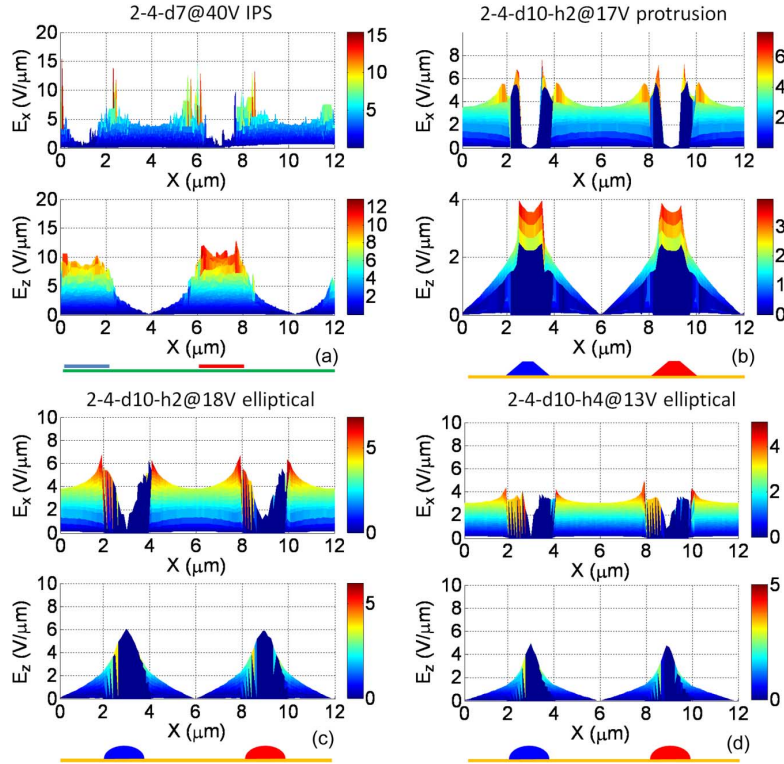 2-4-d7@40V IPS
20
15
10
5
0
Ex (V/μm)
0 2 4 6 8 10 12
X (μm)
15
10
5
20
15
10
5
0
Ez (V/μm)
0 2 4 6 8 10 12
X (μm)
12
10
8
6
4
2
(a)
2-4-d10-h2@17V protrusion
8
6
4
2
0
Ex (V/μm)
0 2 4 6 8 10 12
X (μm)
6
4
2
0
4
2
0
Ez (V/μm)
0 2 4 6 8 10 12
X (μm)
3
2
1
0
(b)
2-4-d10-h2@18V elliptical
10
8
6
4
2
0
Ex (V/μm)
0 2 4 6 8 10 12
X (μm)
5
0
10
8
6
4
2
0
Ez (V/μm)
0 2 4 6 8 10 12
X (μm)
5
0
(c)
2-4-d10-h4@13V elliptical
10
8
6
4
2
0
Ex (V/μm)
0 2 4 6 8 10 12
X (μm)
4
2
0
10
8
6
4
2
0
Ez (V/μm)
0 2 4 6 8 10 12
X (μm)
5
0
(d)